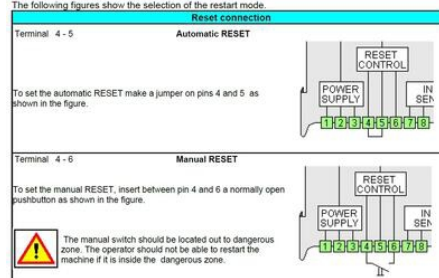 The following figures show the selection of the restart mode.
Reset connection
Terminal 4 - 5
Automatic RESET
To set the automatic RESET make a jumper on pins 4 and 5 as
shown in the figure.
RESET
CONTROL
POWER
SUPPLY
IN
SEN
1 2 3 4 5 6 7 8
Terminal 4 - 6
Manual RESET
To set the manual RESET, insert between pin 4 and 6 a normally open
pushbutton as shown in the figure.
The manual switch should be located out to dangerous
zone. The operator should not be able to restart the
machine if it is inside the dangerous zone.
RESET
CONTROL
POWER
SUPPLY
IN
SEN
1 2 3 4 5 6 7 8